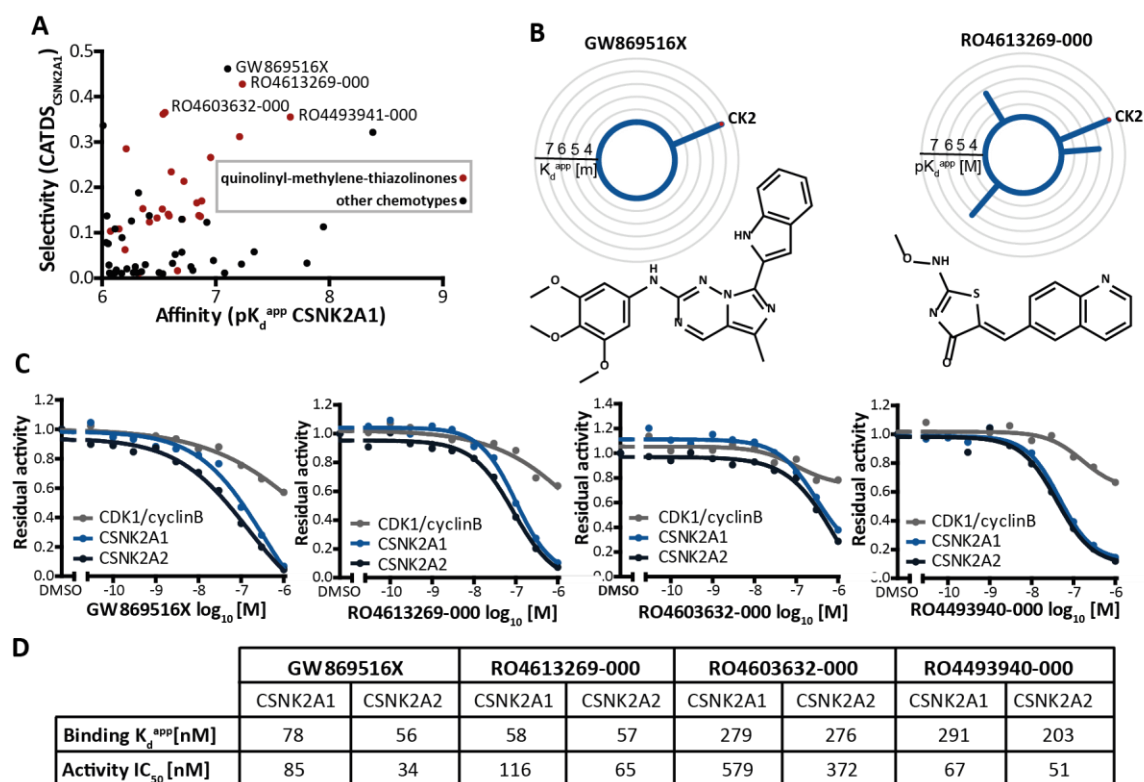 A
Selectivity (CATDS CSNK2A1)
0.5
0.4
0.3
0.2
0.1
0.0
GW869516X
RO4613269-000
RO4603632-000
RO4493941-000
quinolinyl-methylene-thiazolinones
other chemotypes
6
7
8
9
Affinity (pKd app CSNK2A1)
B
GW869516X
CK2
7 6 5 4
Kd app [m]
RO4613269-000
CK2
7 6 5 4
pKd app [M]
HN
N
H
N
N
N
N
N
O
O
O
O
NH
S
N
O
N
C
Residual activity
1.2
1.0
0.8
0.6
0.4
0.2
0.0
CDK1/cyclinB
CSNK2A1
CSNK2A2
DMSO -10 -9 -8 -7 -6
GW869516X log10 [M]
Residual activity
1.2
1.0
0.8
0.6
0.4
0.2
0.0
CDK1/cyclinB
CSNK2A1
CSNK2A2
DMSO -10 -9 -8 -7 -6
RO4613269-000 log10 [M]
Residual activity
1.4
1.2
1.0
0.8
0.6
0.4
0.2
0.0
CDK1/cyclinB
CSNK2A1
CSNK2A2
DMSO -10 -9 -8 -7 -6
RO4603632-000 log10 [M]
Residual activity
1.2
1.0
0.8
0.6
0.4
0.2
0.0
CDK1/cyclinB
CSNK2A1
CSNK2A2
DMSO -10 -9 -8 -7 -6
RO4493940-000 log10 [M]
D
GW869516X RO4613269-000 RO4603632-000 RO4493940-000
CSNK2A1 CSNK2A2 CSNK2A1 CSNK2A2 CSNK2A1 CSNK2A2 CSNK2A1 CSNK2A2
Binding Kd app [nM] 78 56 58 57 279 276 291 203
Activity IC50 [nM] 85 34 116 65 579 372 67 51